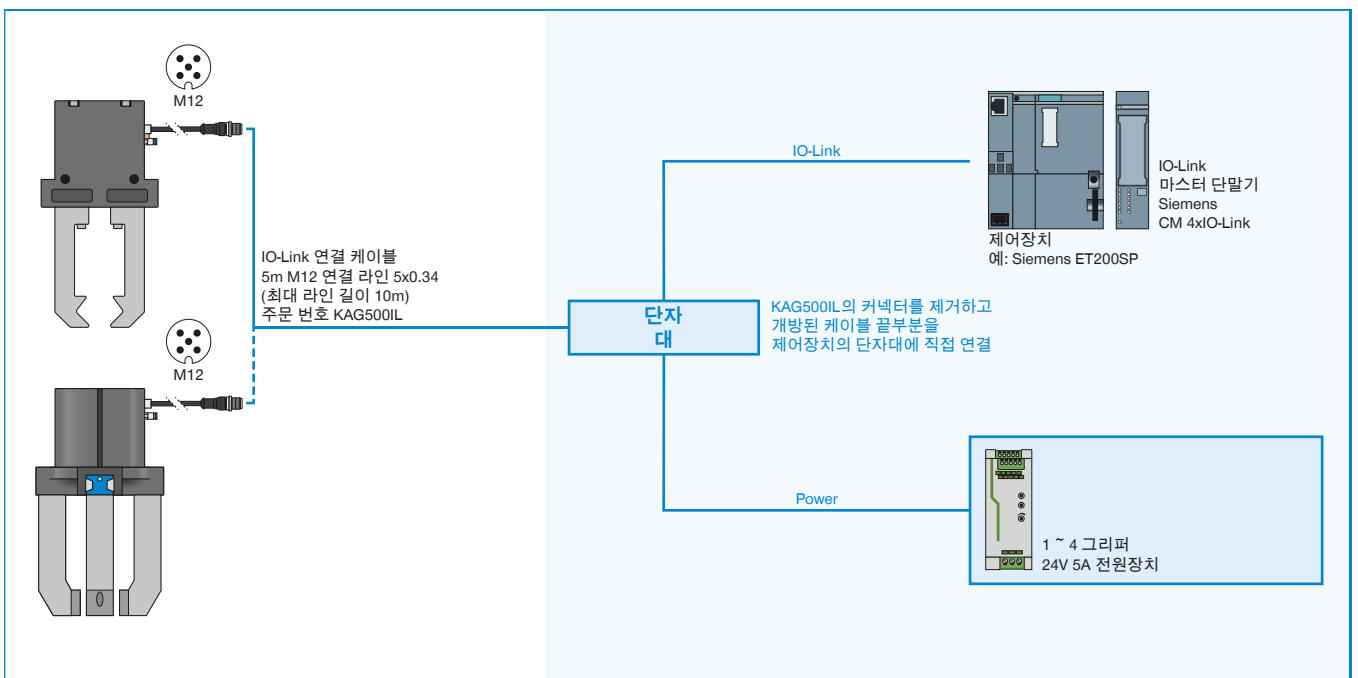 M12
IO-Link 연결 케이블
5m M12 연결 라인 5x0.34
(최대 라인 길이 10m)
주문 번호 KAG500IL
M12
IO-Link
제어장치
예: Siemens ET200SP
IO-Link
마스터 단말기
Siemens
CM 4xIO-Link
단자
대
KAG500IL의 커넥터를 제거하고
개방된 케이블 끝부분을
제어장치의 단자대에 직접 연결
Power
1 ~ 4 그리퍼
24V 5A 전원장치